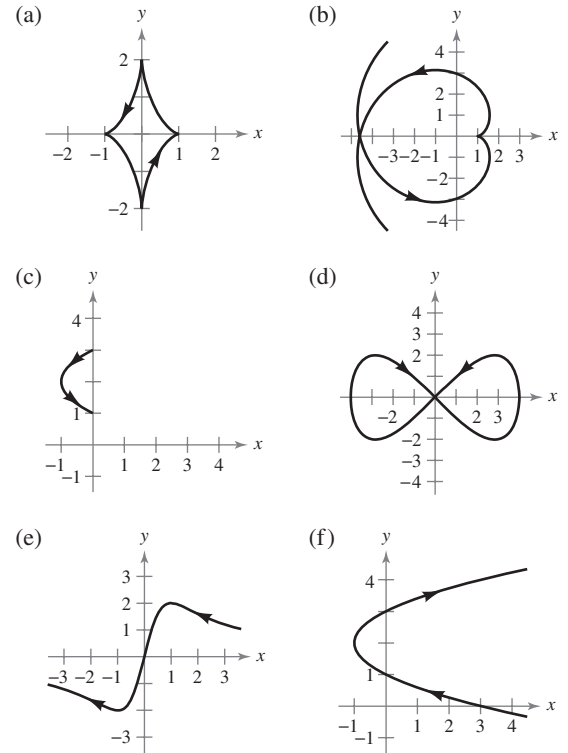 (a) (b)
y y
2 4
2
1
x x
−2 −1 1 2 −3 −2 −1 1 2 3
−2 −2
−4
(c) (d)
y y
4 4
3
2
1 x
−2 2 3
x −2
−1 1 2 3 4 −3
−1 −4
(e) (f)
y y
3 4
2
1
x 1
−3 −2 −1 1 2 3 x
−1 1 2 3 4
−3 −1